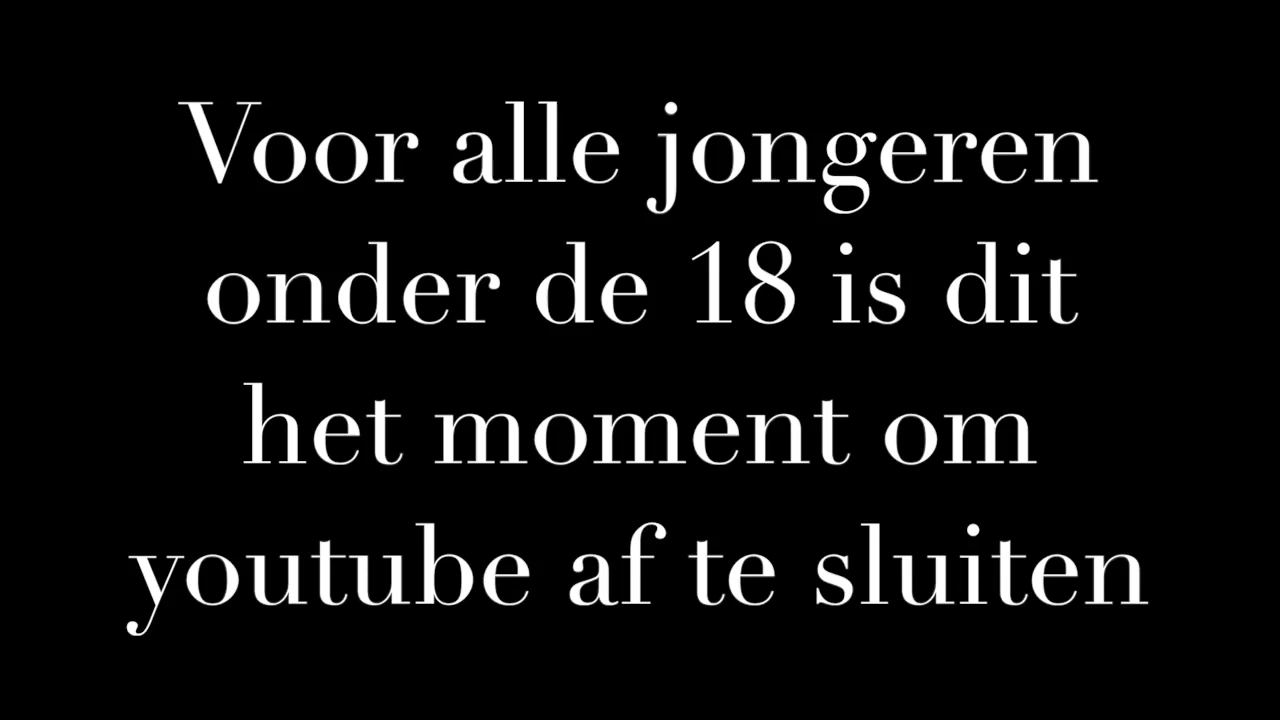 Voor alle jongeren
onder de 18 is dit
het moment om
youtube af te sluiten